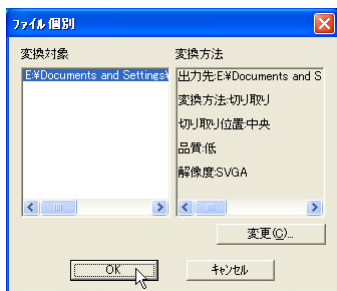 ファイル個別
変換対象
変換方法
E:¥Documents and Settings¥
出力先:E:¥Documents and S
変換方法:切り取り
切り取り位置:中央
品質:低
解像度:SVGA
変更(C)...
OK
キャンセル